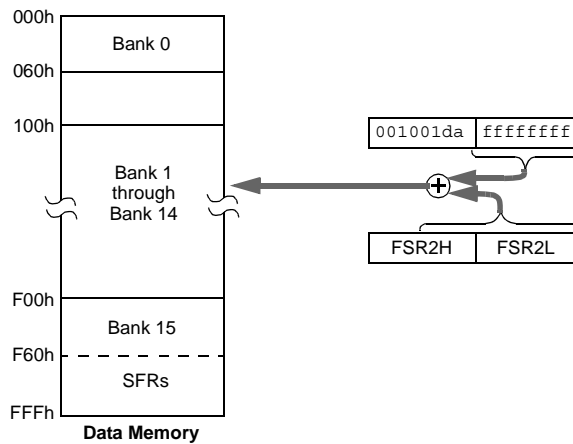 000h
Bank 0
060h
100h
001001da ffffffff
Bank 1
through
Bank 14
FSR2H FSR2L
F00h
Bank 15
F60h
SFRs
FFFh
Data Memory